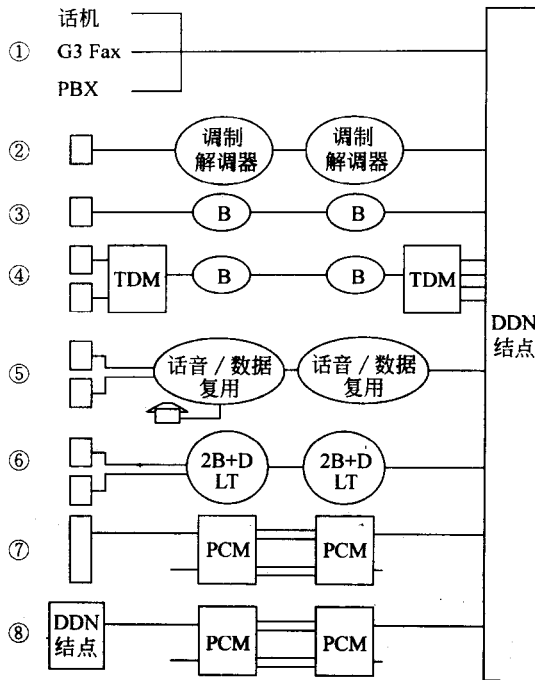 话机
① G3 Fax
PBX
② 调制 调制
解调器 解调器
③ B B
④ TDM B B TDM
DDN
结点
⑤ 话音/数据 话音/数据
复用 复用
⑥ 2B+D 2B+D
LT LT
⑦ PCM PCM
⑧ DDN PCM PCM
结点